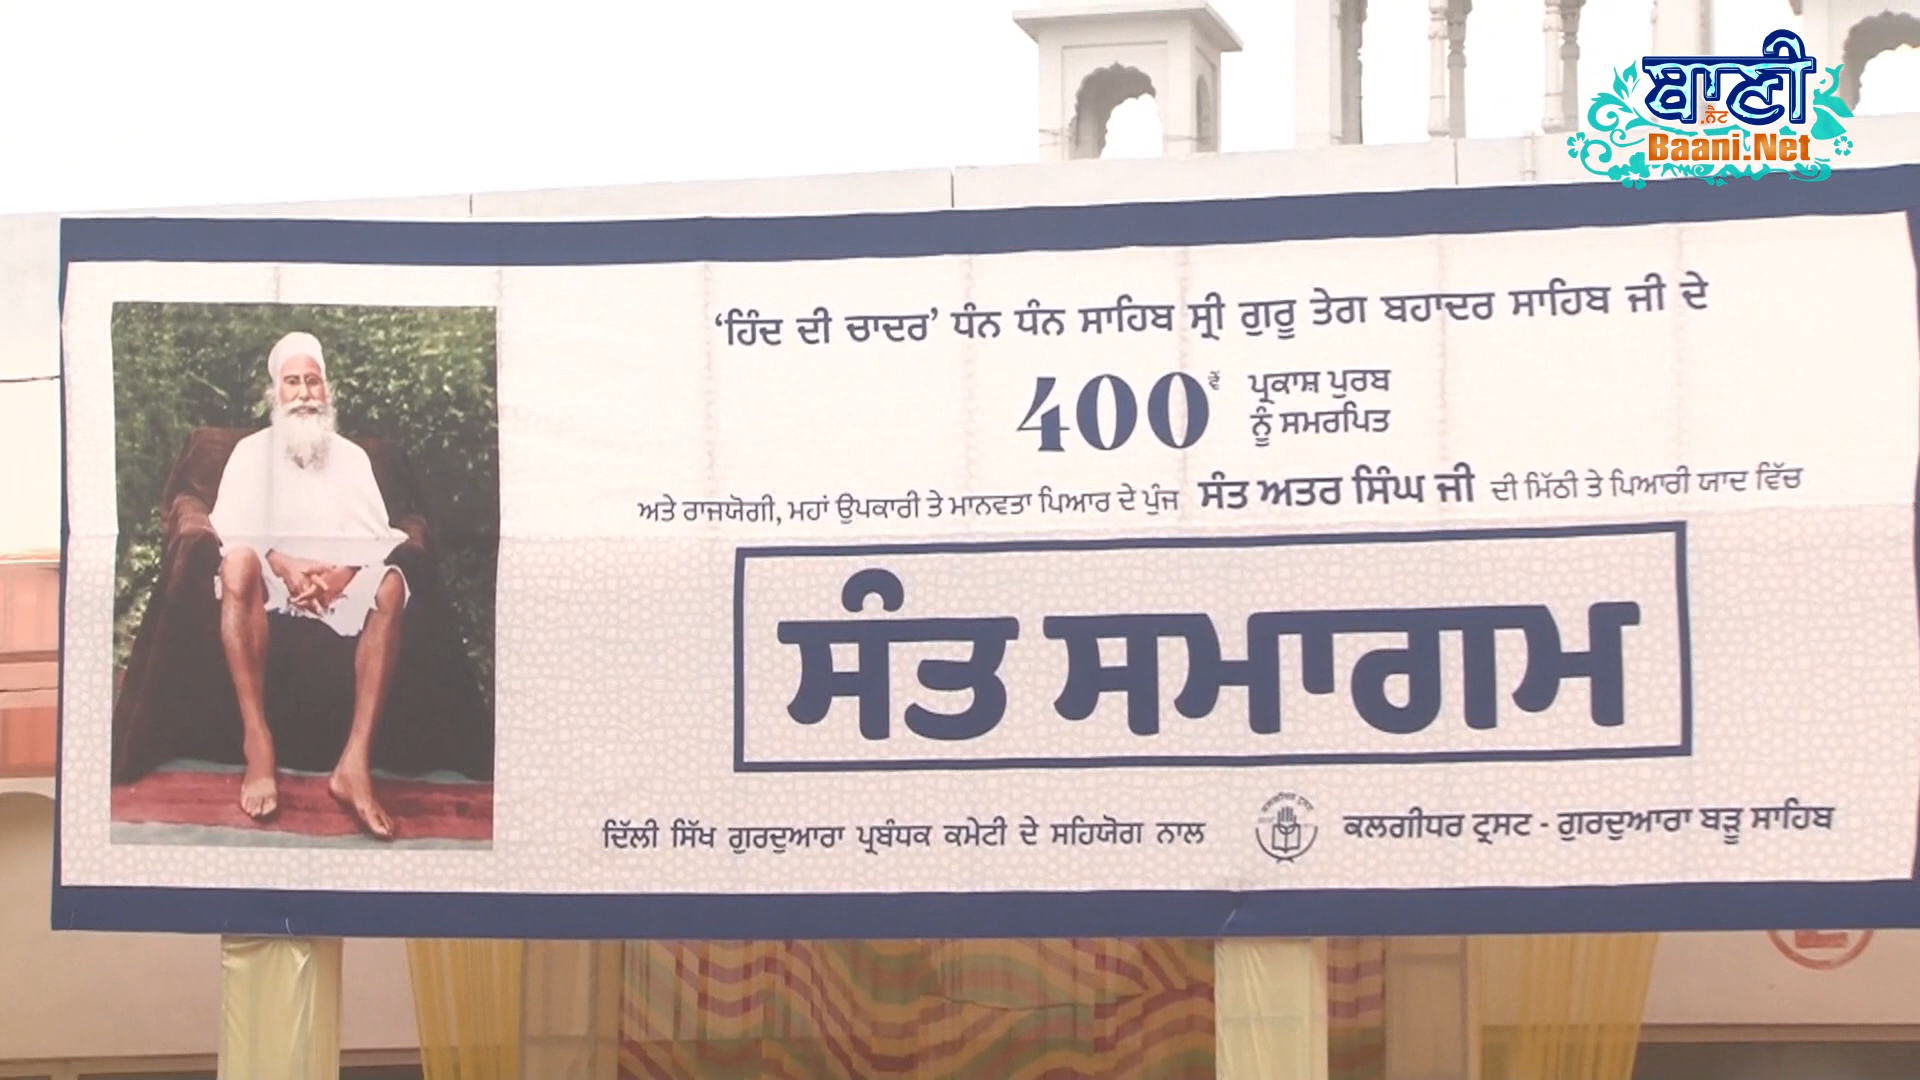 ਬਾਣੀ
.ਨੈਟ
Baani.Net
‘ਹਿੰਦ ਦੀ ਚਾਦਰ’ ਧੰਨ ਧੰਨ ਸਾਹਿਬ ਸ੍ਰੀ ਗੁਰੂ ਤੇਗ ਬਹਾਦਰ ਸਾਹਿਬ ਜੀ ਦੇ
400ਵੇਂ ਪ੍ਰਕਾਸ਼ ਪੁਰਬ
ਨੂੰ ਸਮਰਪਿਤ
ਅਤੇ ਰਾਜਯੋਗੀ, ਮਹਾਂ ਉਪਕਾਰੀ ਤੇ ਮਾਨਵਤਾ ਪਿਆਰ ਦੇ ਪੁੰਜ ਸੰਤ ਅਤਰ ਸਿੰਘ ਜੀ ਦੀ ਮਿੱਠੀ ਤੇ ਪਿਆਰੀ ਯਾਦ ਵਿੱਚ
ਸੰਤ ਸਮਾਗਮ
ਦਿੱਲੀ ਸਿੱਖ ਗੁਰਦੁਆਰਾ ਪ੍ਰਬੰਧਕ ਕਮੇਟੀ ਦੇ ਸਹਿਯੋਗ ਨਾਲ
ਕਲਗੀਧਰ ਟ੍ਰਸਟ - ਗੁਰਦੁਆਰਾ ਬੜੂ ਸਾਹਿਬ